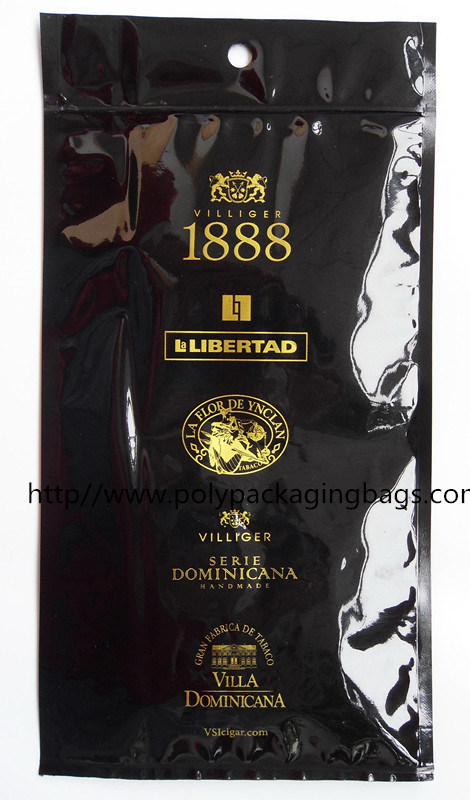 VILLIGER
1888
LA LIBERTAD
LA FLOR DE YNCLAN
TABACO
http//www.polypackagingbags.com
VILLIGER
SERIE
DOMINICANA
HANDMADE
GRAN FABRICA DE TABACO
VILLA
DOMINICANA
VSIcigar.com